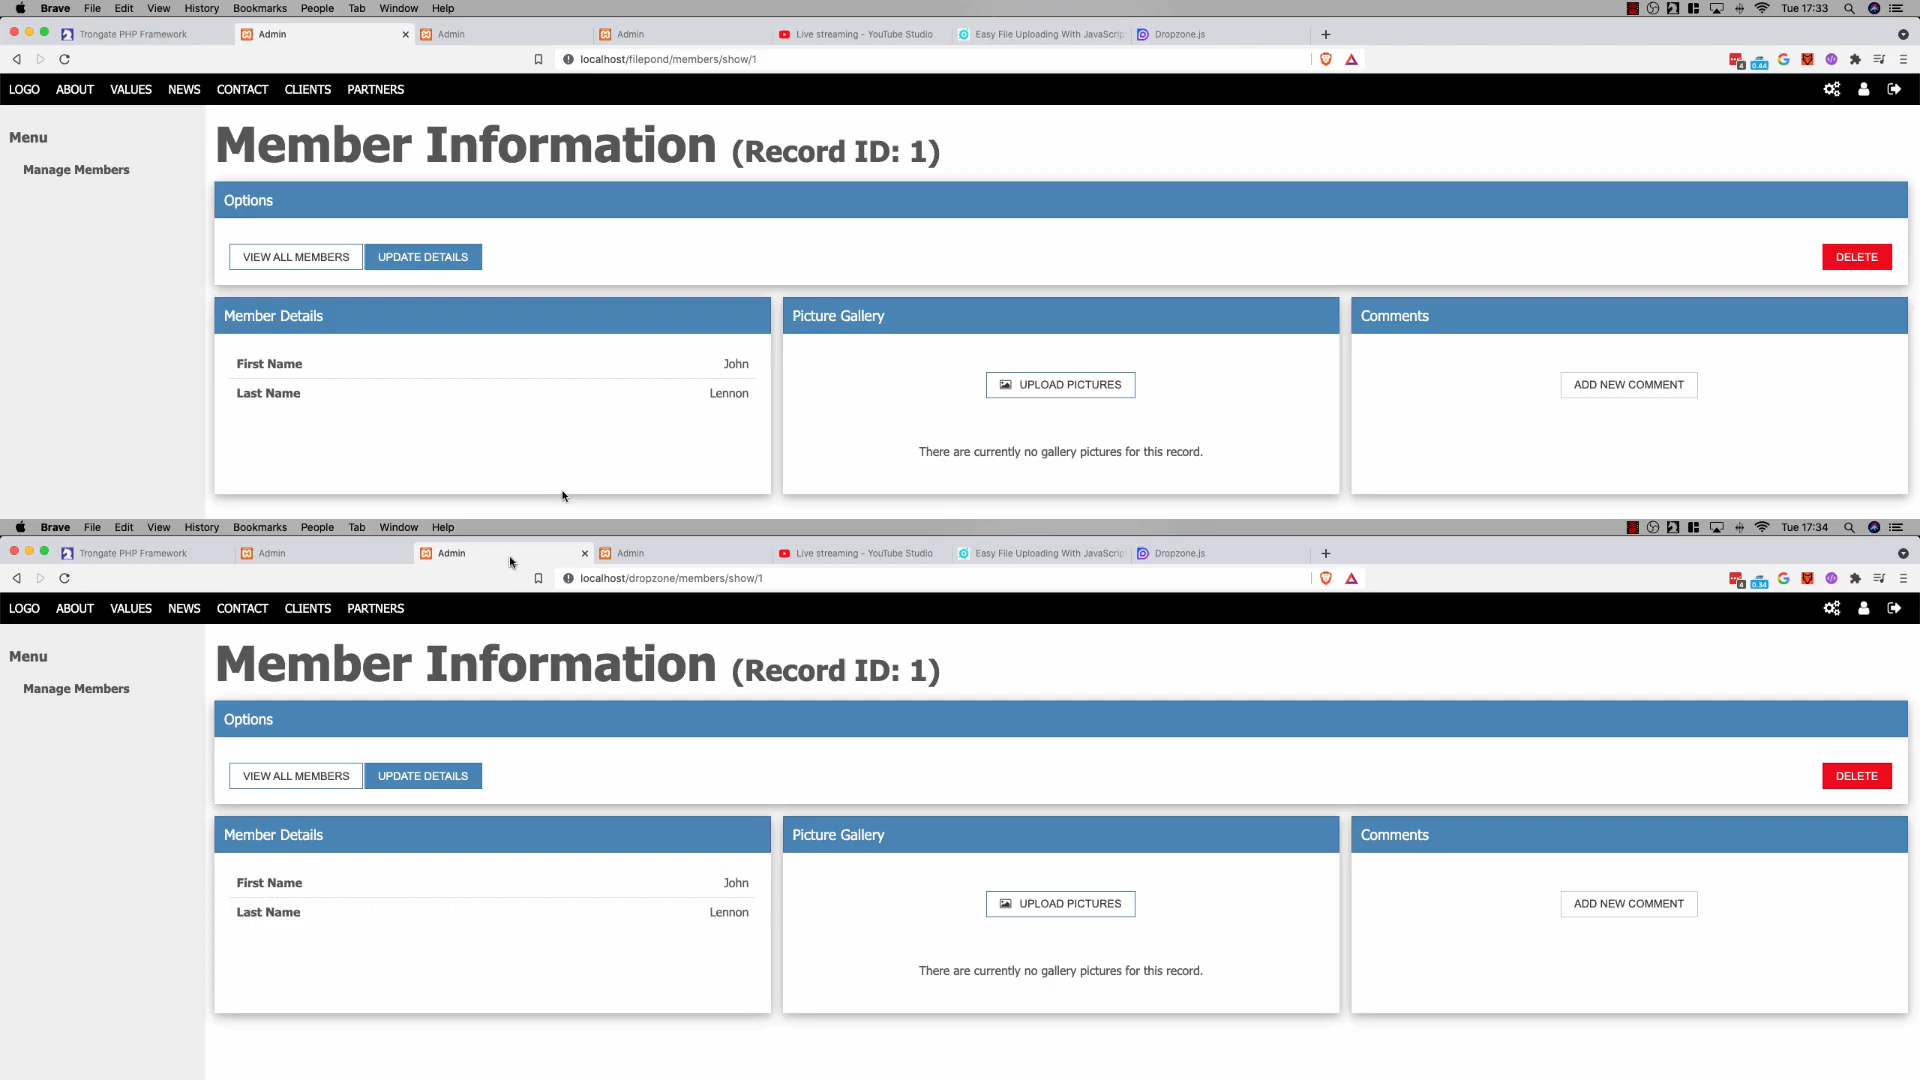 Brave File Edit View History Bookmarks People Tab Window Help Tue 17:33
Trongate PHP Framework Admin Admin Admin Live streaming - YouTube Studio Easy File Uploading With JavaScrip Dropzone.js
localhost/filepond/members/show/1 4 0.44
LOGO ABOUT VALUES NEWS CONTACT CLIENTS PARTNERS
Menu
Manage Members
Member Information (Record ID: 1)
Options
VIEW ALL MEMBERS UPDATE DETAILS DELETE
Member Details Picture Gallery Comments
First Name John
Last Name Lennon
UPLOAD PICTURES
ADD NEW COMMENT
There are currently no gallery pictures for this record.
Brave File Edit View History Bookmarks People Tab Window Help Tue 17:34
Trongate PHP Framework Admin Admin Admin Live streaming - YouTube Studio Easy File Uploading With JavaScrip Dropzone.js
localhost/dropzone/members/show/1 4 0.34
LOGO ABOUT VALUES NEWS CONTACT CLIENTS PARTNERS
Menu
Manage Members
Member Information (Record ID: 1)
Options
VIEW ALL MEMBERS UPDATE DETAILS DELETE
Member Details Picture Gallery Comments
First Name John
Last Name Lennon
UPLOAD PICTURES
ADD NEW COMMENT
There are currently no gallery pictures for this record.